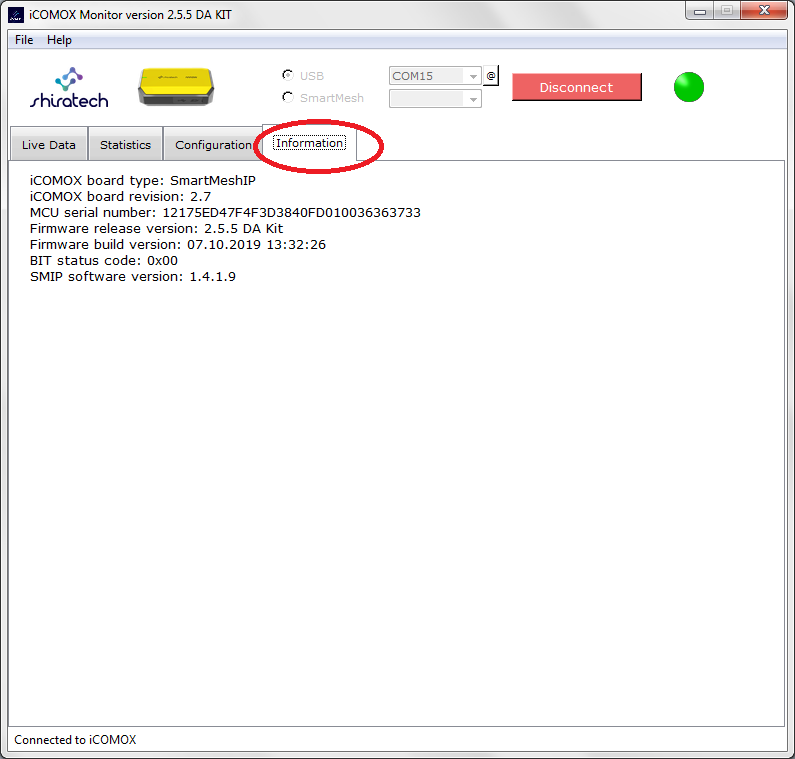 iCOMOX Monitor version 2.5.5 DA KIT
File Help
shiratech
USB
COM15
@
Disconnect
SmartMesh
Live Data
Statistics
Configuration
Information
iCOMOX board type: SmartMeshIP
iCOMOX board revision: 2.7
MCU serial number: 12175ED47F4F3D3840FD010036363733
Firmware release version: 2.5.5 DA Kit
Firmware build version: 07.10.2019 13:32:26
BIT status code: 0x00
SMIP software version: 1.4.1.9
Connected to iCOMOX